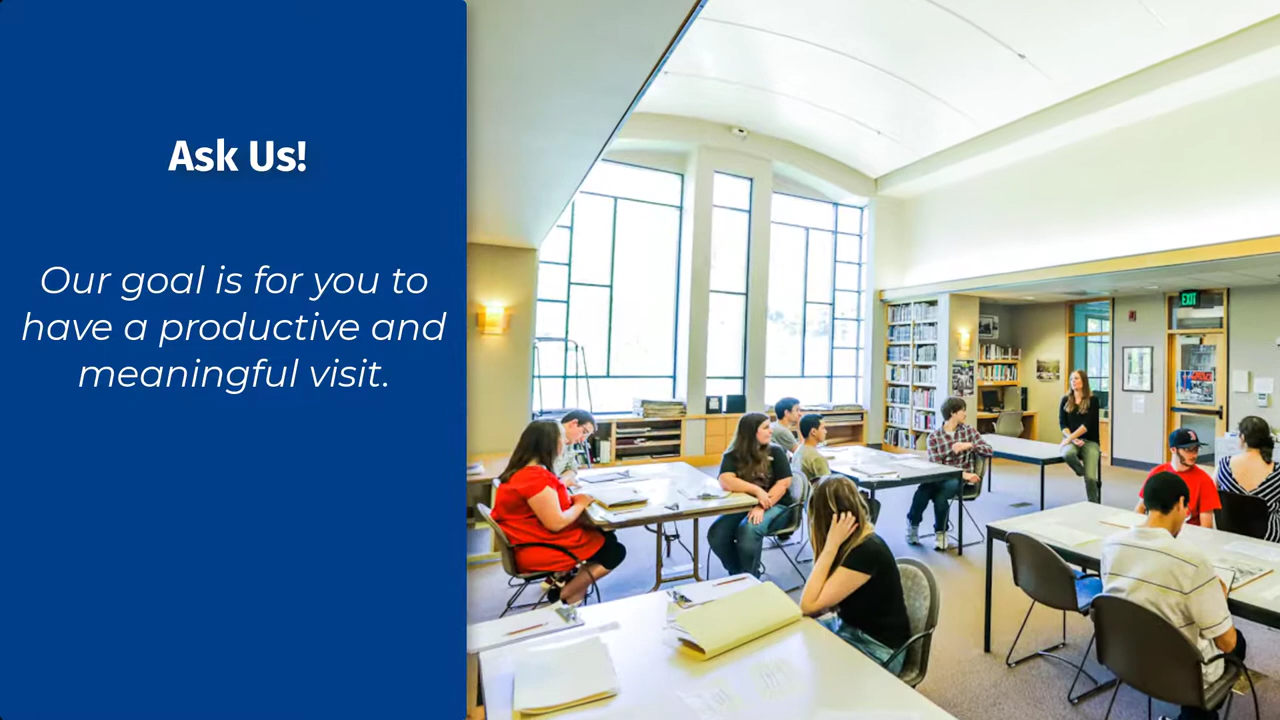 Ask Us!
Our goal is for you to
have a productive and
meaningful visit.
EXIT